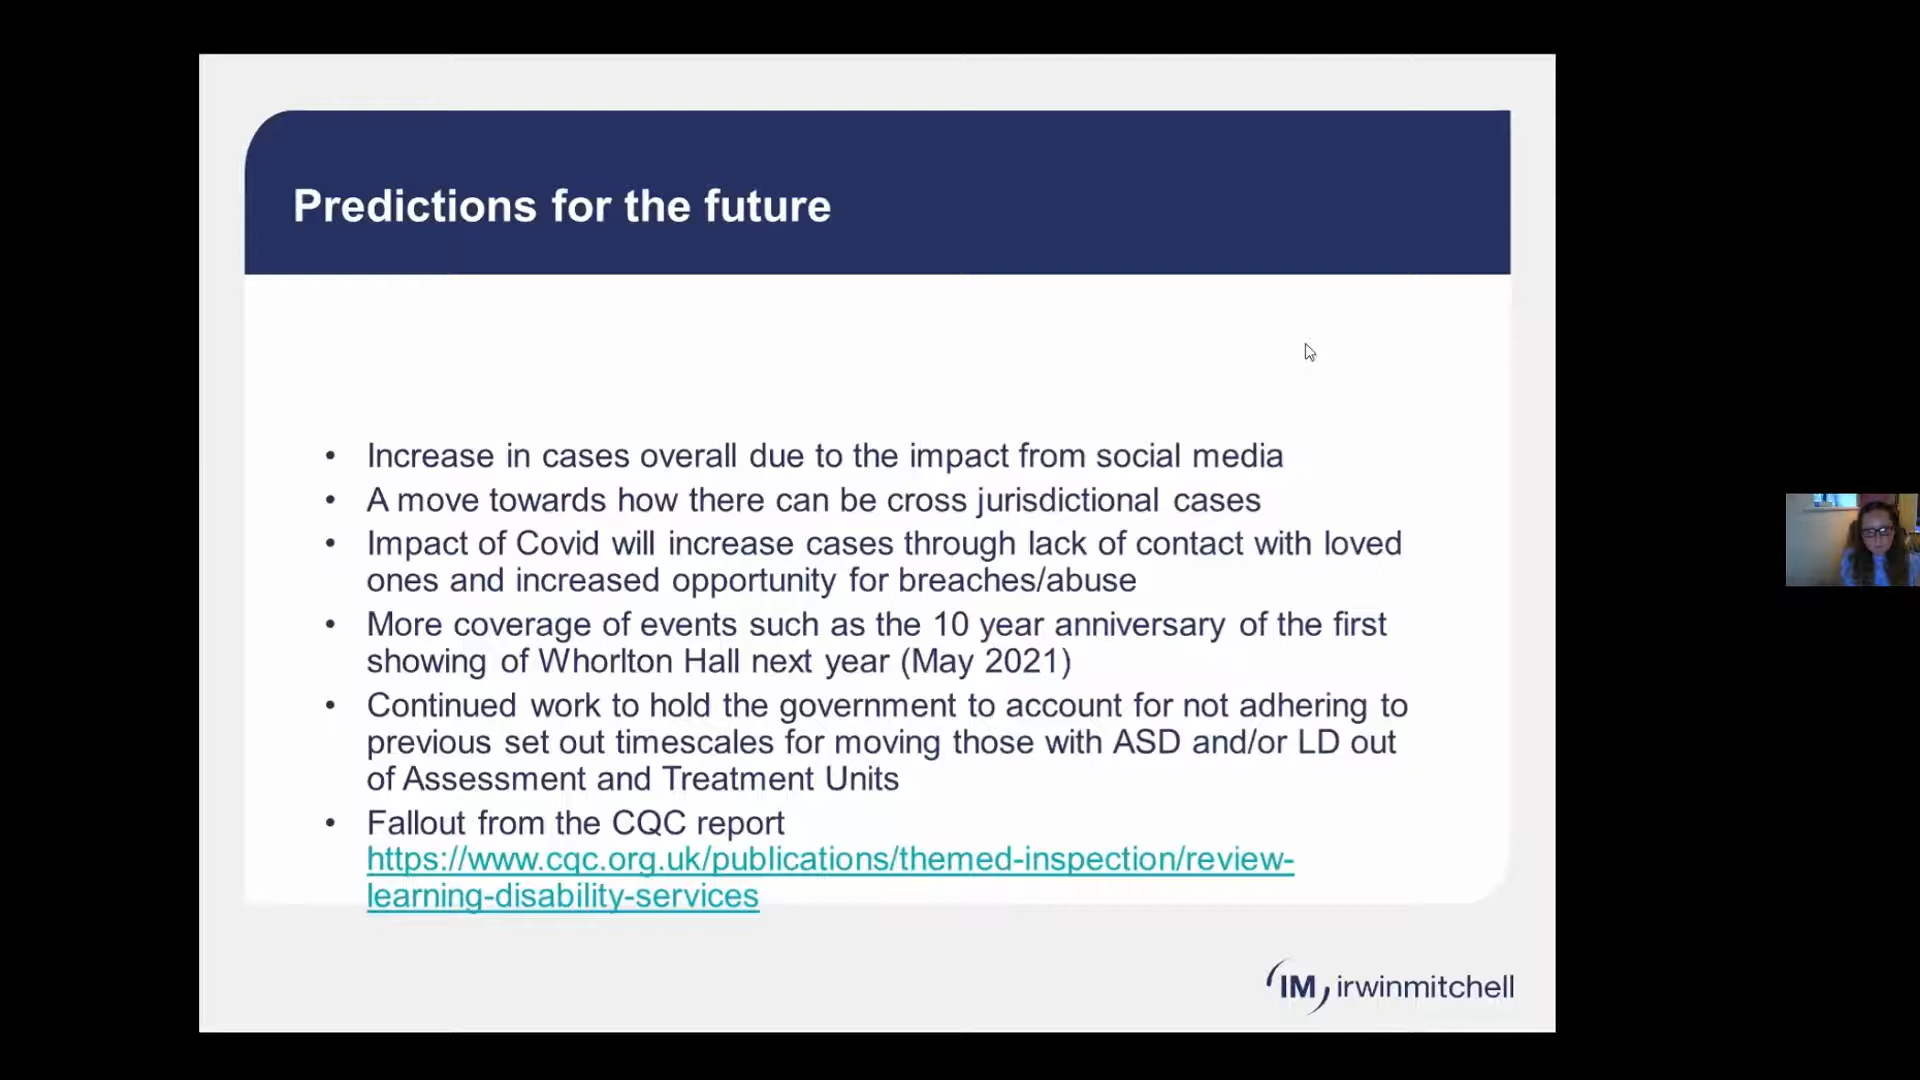 Predictions for the future
• Increase in cases overall due to the impact from social media
• A move towards how there can be cross jurisdictional cases
• Impact of Covid will increase cases through lack of contact with loved
ones and increased opportunity for breaches/abuse
• More coverage of events such as the 10 year anniversary of the first
showing of Whorlton Hall next year (May 2021)
• Continued work to hold the government to account for not adhering to
previous set out timescales for moving those with ASD and/or LD out
of Assessment and Treatment Units
• Fallout from the CQC report
https://www.cqc.org.uk/publications/themed-inspection/review-
learning-disability-services
IM irwinmitchell